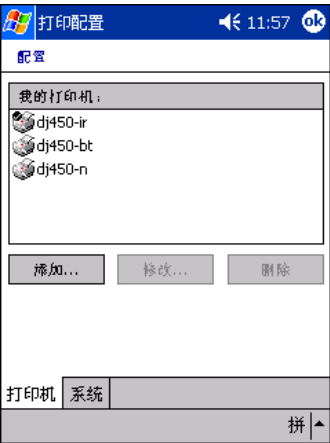 打印配置 11:57 ok
配置
我的打印机：
dj450-ir
dj450-bt
dj450-n
添加... 修改... 删除
打印机 系统
拼